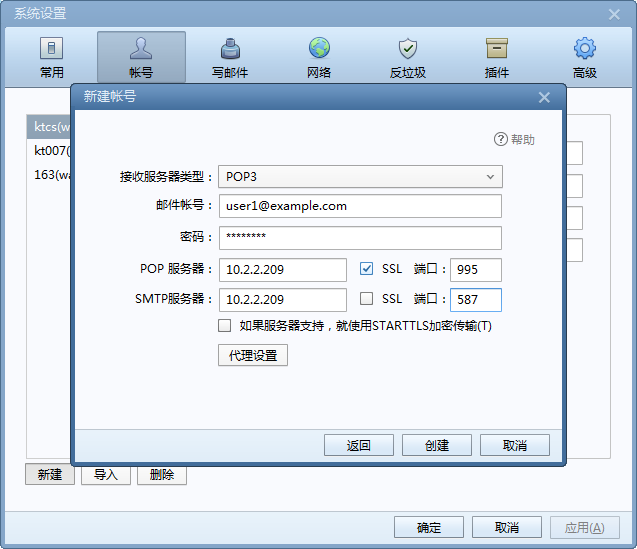 系统设置
常用 帐号 写邮件 网络 反垃圾 插件 高级
新建帐号
ktcs(w
kt007(
163(wa
帮助
接收服务器类型： POP3
邮件帐号： user1@example.com
密码： ********
POP 服务器： 10.2.2.209 SSL 端口： 995
SMTP服务器： 10.2.2.209 SSL 端口： 587
如果服务器支持，就使用STARTTLS加密传输(T)
代理设置
返回 创建 取消
新建 导入 删除
确定 取消 应用(A)